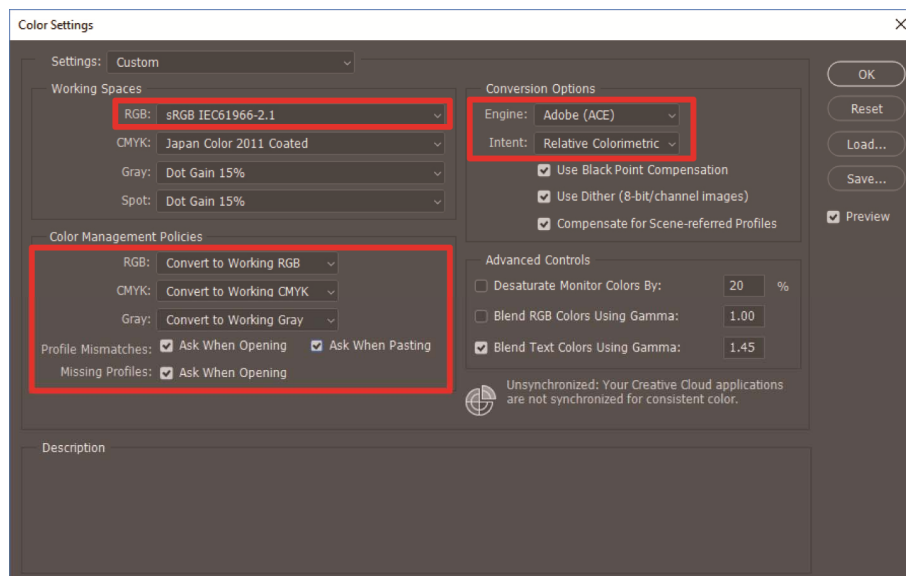 Color Settings
Settings: Custom
Working Spaces
RGB: sRGB IEC61966-2.1
CMYK: Japan Color 2011 Coated
Gray: Dot Gain 15%
Spot: Dot Gain 15%
Color Management Policies
RGB: Convert to Working RGB
CMYK: Convert to Working CMYK
Gray: Convert to Working Gray
Profile Mismatches: Ask When Opening Ask When Pasting
Missing Profiles: Ask When Opening
Conversion Options
Engine: Adobe (ACE)
Intent: Relative Colorimetric
Use Black Point Compensation
Use Dither (8-bit/channel images)
Compensate for Scene-referred Profiles
Advanced Controls
Desaturate Monitor Colors By: 20 %
Blend RGB Colors Using Gamma: 1.00
Blend Text Colors Using Gamma: 1.45
Unsynchronized: Your Creative Cloud applications
are not synchronized for consistent color.
OK
Reset
Load...
Save...
Preview
Description